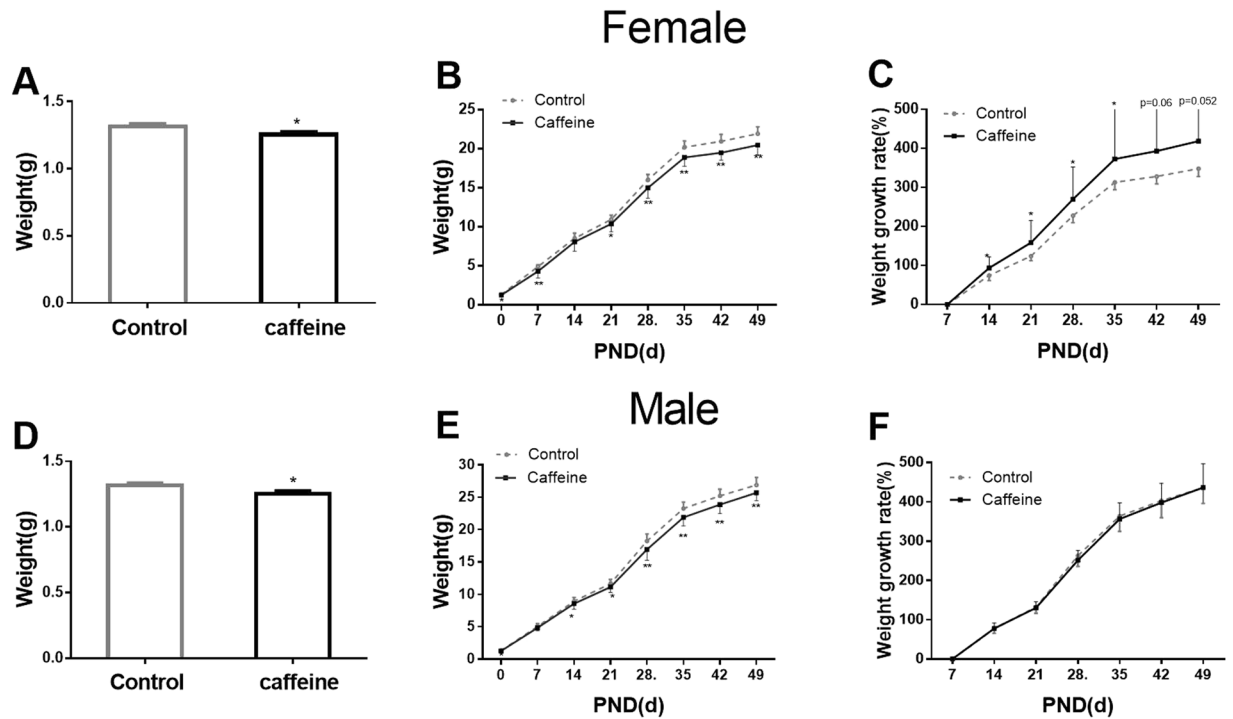 Female
A
1.5
1.0
0.5
0.0
Weight(g)
*
Control
caffeine
B
Control
Caffeine
25
20
15
10
5
0
Weight(g)
*
**
*
**
**
**
**
0 7 14 21 28. 35 42 49
PND(d)
C
Control
Caffeine
500
400
300
200
100
0
Weight growth rate(%)
*
*
*
*
p=0.06
p=0.052
7 14 21 28. 35 42 49
PND(d)
Male
D
1.5
1.0
0.5
0.0
Weight(g)
*
Control
caffeine
E
Control
Caffeine
30
25
20
15
10
5
0
Weight(g)
*
*
*
**
**
**
**
0 7 14 21 28. 35 42 49
PND(d)
F
Control
Caffeine
500
400
300
200
100
0
Weight growth rate(%)
7 14 21 28. 35 42 49
PND(d)